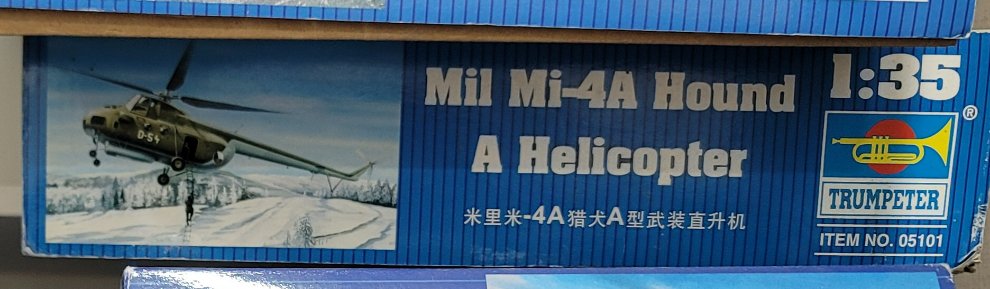 Mil Mi-4A Hound
A Helicopter
米里米-4A猎犬A型武装直升机
1:35
®
TRUMPETER
ITEM NO. 05101
D-54